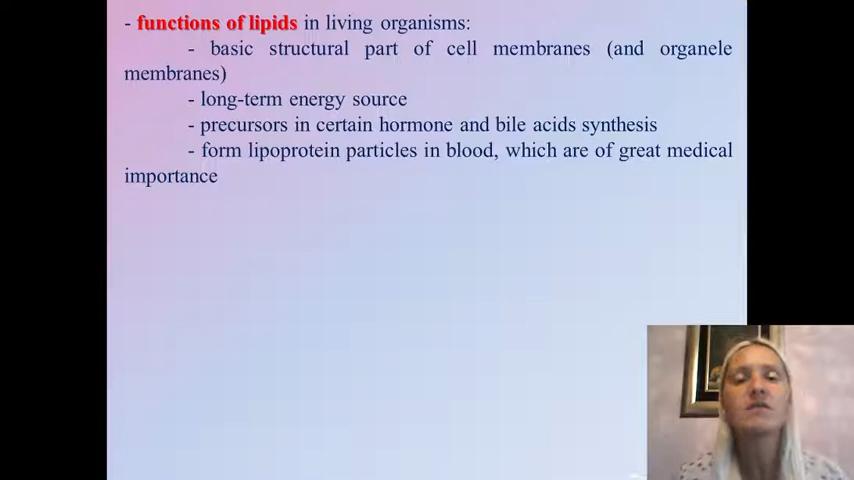 - functions of lipids in living organisms:
- basic structural part of cell membranes (and organele
membranes)
- long-term energy source
- precursors in certain hormone and bile acids synthesis
- form lipoprotein particles in blood, which are of great medical
importance